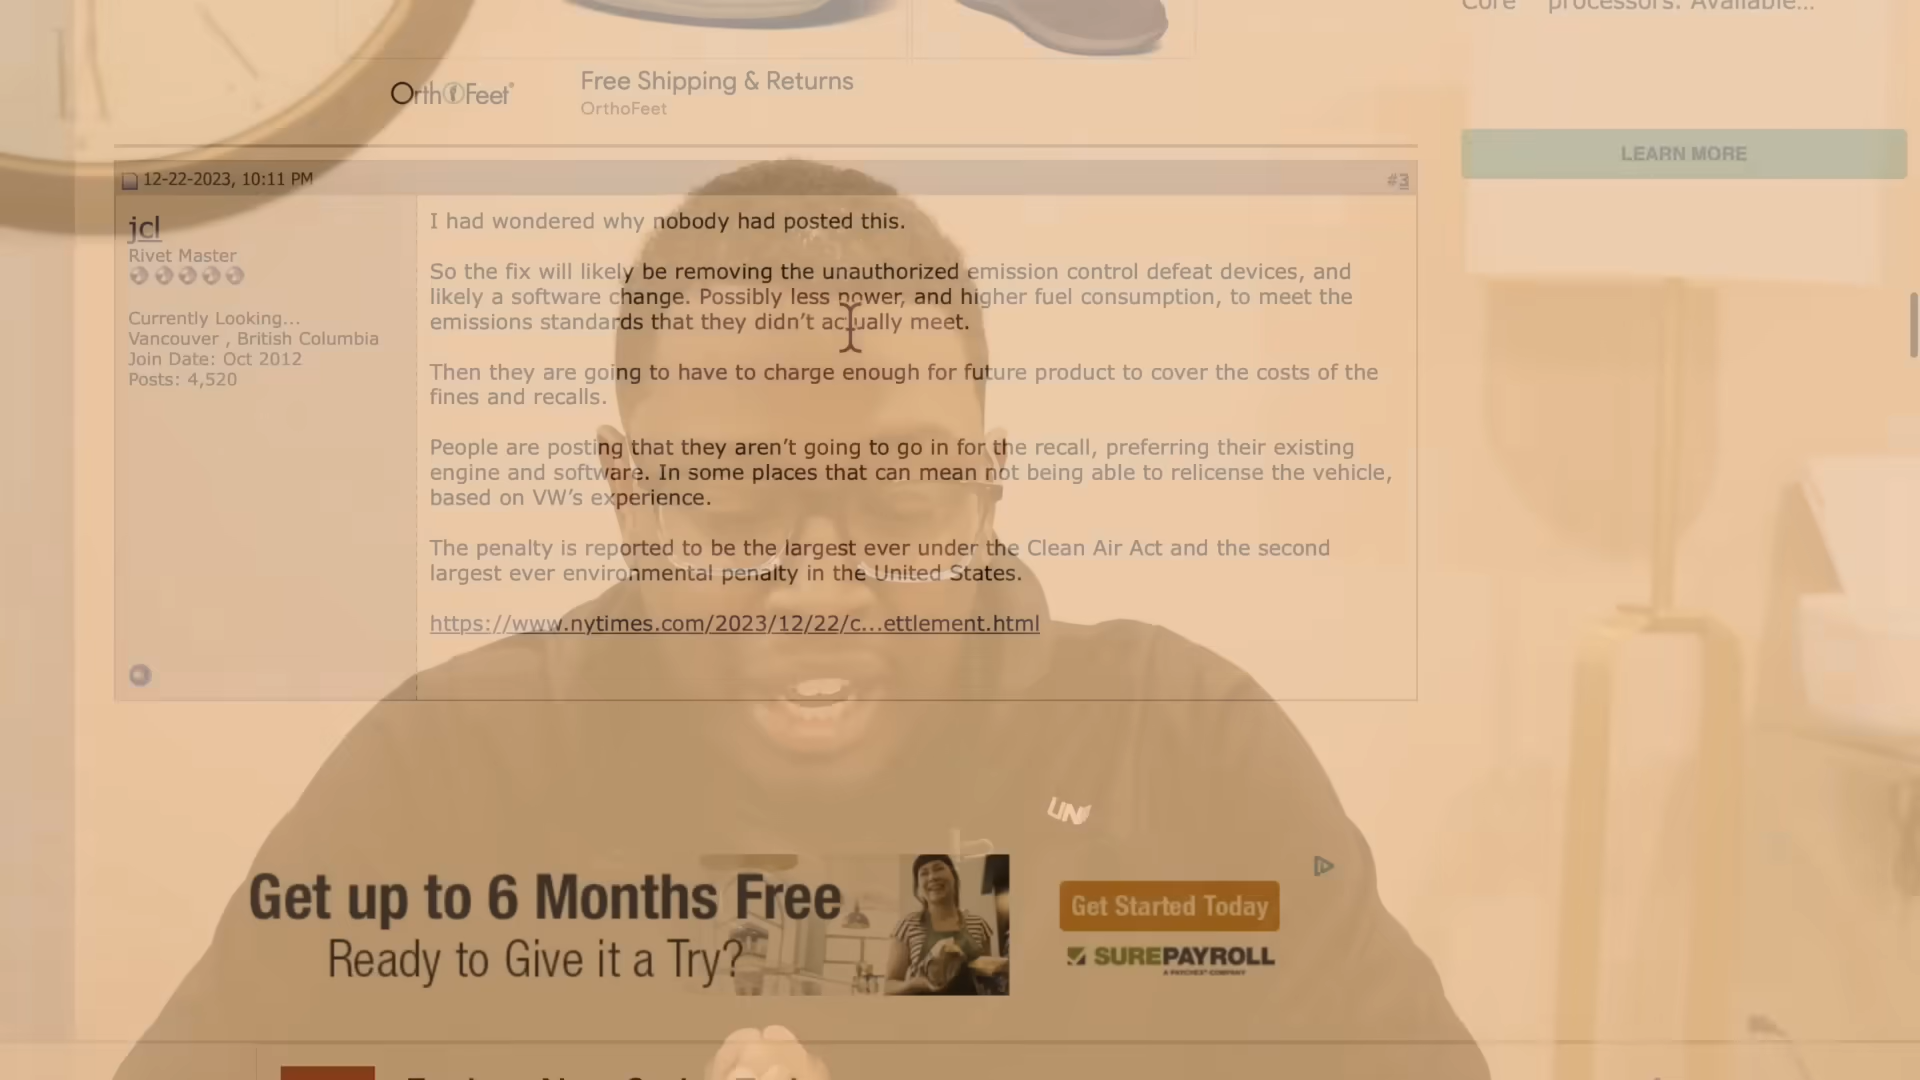 Core processors. Available...
OrthoFeet
Free Shipping & Returns
OrthoFeet
LEARN MORE
12-22-2023, 10:11 PM
#3
jcl
Rivet Master
Currently Looking...
Vancouver , British Columbia
Join Date: Oct 2012
Posts: 4,520
I had wondered why nobody had posted this.
So the fix will likely be removing the unauthorized emission control defeat devices, and
likely a software change. Possibly less power, and higher fuel consumption, to meet the
emissions standards that they didn't actually meet.
Then they are going to have to charge enough for future product to cover the costs of the
fines and recalls.
People are posting that they aren't going to go in for the recall, preferring their existing
engine and software. In some places that can mean not being able to relicense the vehicle,
based on VW's experience.
The penalty is reported to be the largest ever under the Clean Air Act and the second
largest ever environmental penalty in the United States.
https://www.nytimes.com/2023/12/22/c...ettlement.html
Get up to 6 Months Free
Ready to Give it a Try?
Get Started Today
SUREPAYROLL
A PAYCHEX COMPANY